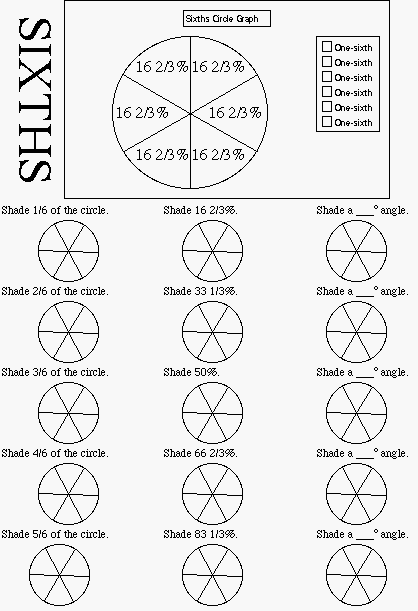 SIXTHS
Sixths Circle Graph
16 2/3% 16 2/3%
16 2/3% 16 2/3%
16 2/3% 16 2/3%
One-sixth
One-sixth
One-sixth
One-sixth
One-sixth
One-sixth
Shade 1/6 of the circle. Shade 16 2/3%. Shade a ___° angle.
Shade 2/6 of the circle. Shade 33 1/3%. Shade a ___° angle.
Shade 3/6 of the circle. Shade 50%. Shade a ___° angle.
Shade 4/6 of the circle. Shade 66 2/3%. Shade a ___° angle.
Shade 5/6 of the circle. Shade 83 1/3%. Shade a ___° angle.